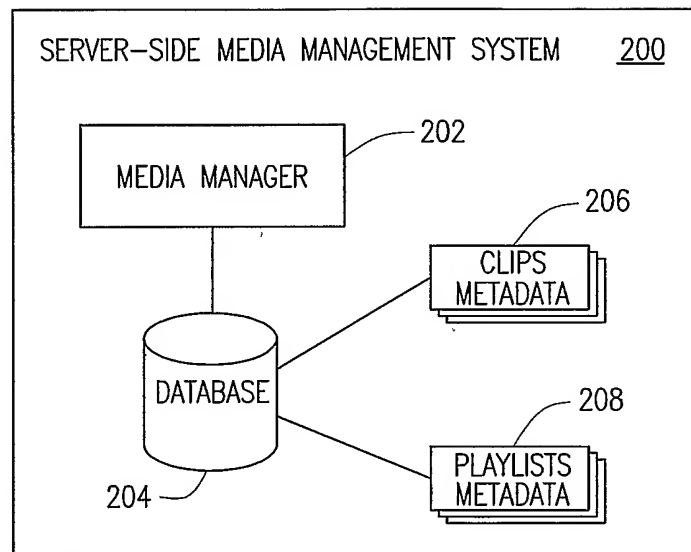 SERVER-SIDE MEDIA MANAGEMENT SYSTEM 200
202
MEDIA MANAGER
206
CLIPS
METADATA
DATABASE
208
204
PLAYLISTS
METADATA